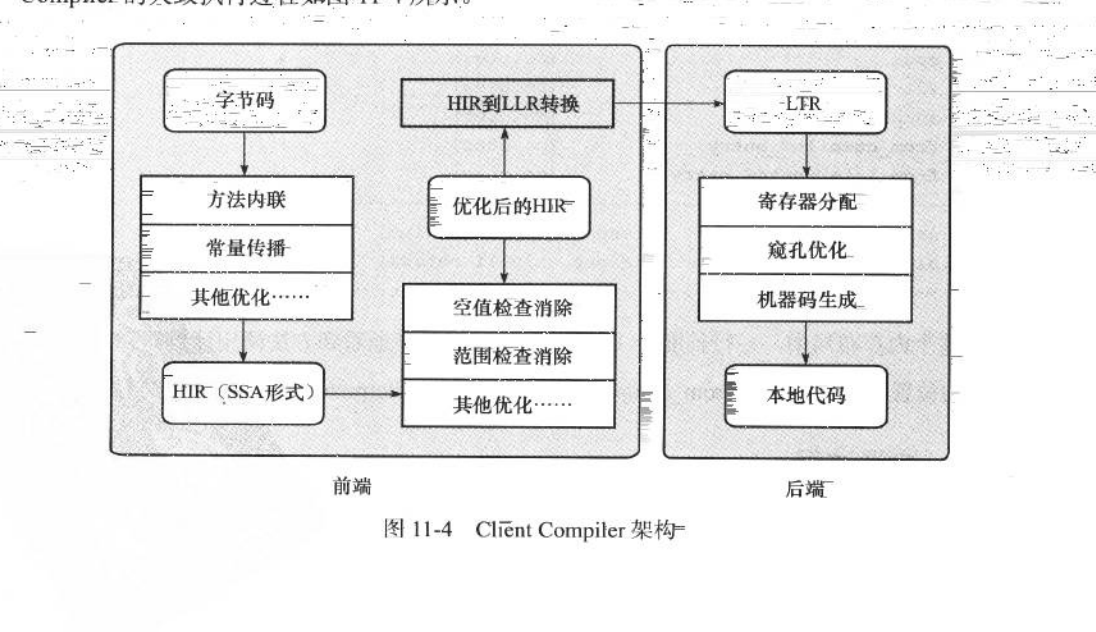 Compiler 的大致执行过程如图 11-4 所示。
字节码
方法内联
常量传播
其他优化……
HIR（SSA形式）
HIR到LLR转换
优化后的HIR
空值检查消除
范围检查消除
其他优化……
前端
LIR
寄存器分配
窥孔优化
机器码生成
本地代码
后端
图 11-4 Client Compiler 架构